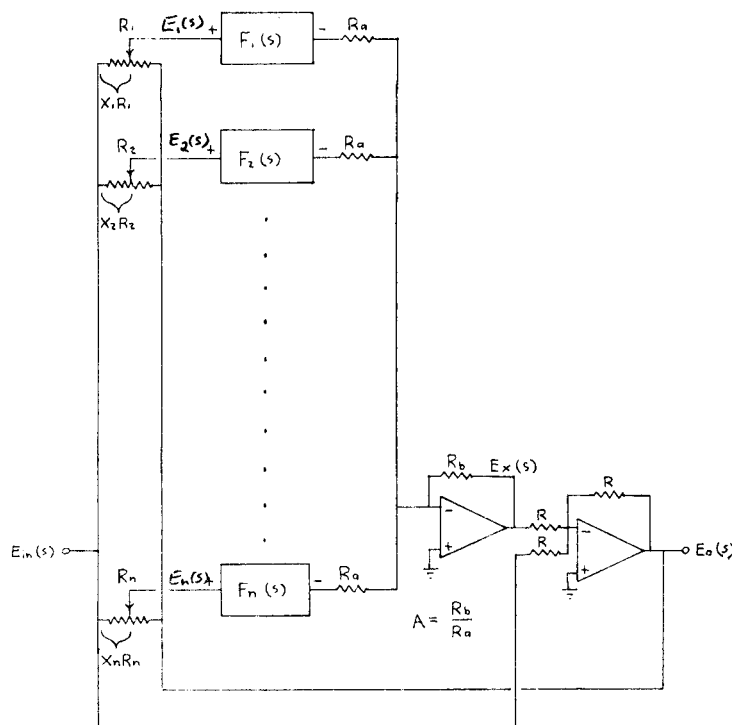 R₁ E₁(s) + F₁(s) - Ra
X₁R₁
R₂ E₂(s) + F₂(s) - Ra
X₂R₂
Rb Ex(s)
R
- R -
Ein(s) R Eo(s)
+ +
Rn En(s) + Fn(s) - Ra
A = Rb/Ra
XnRn